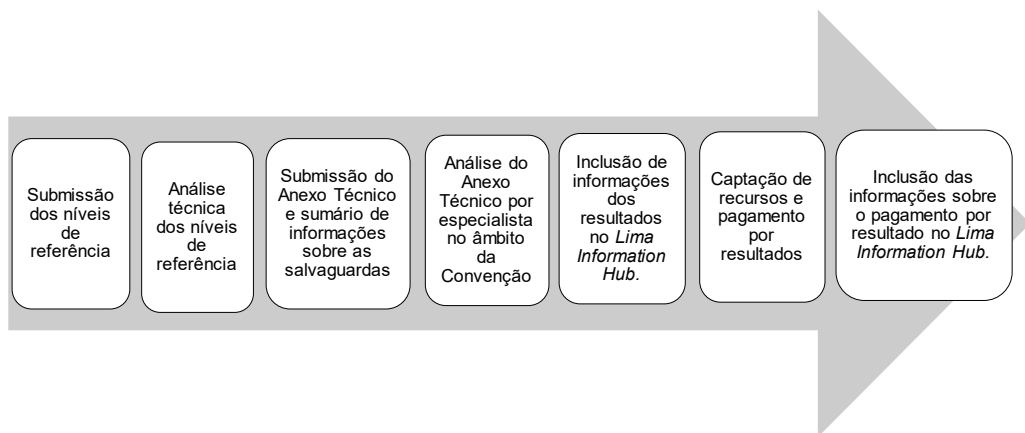 Submissão
dos níveis
de
referência
Análise
técnica
dos níveis
de
referência
Submissão do
Anexo Técnico
e sumário de
informações
sobre as
salvaguardas
Análise do
Anexo
Técnico por
especialista
no âmbito
da
Convenção
Inclusão de
informações
dos
resultados
no Lima
Information
Hub.
Captação de
recursos e
pagamento
por
resultados
Inclusão das
informações sobre
o pagamento por
resultado no Lima
Information Hub.